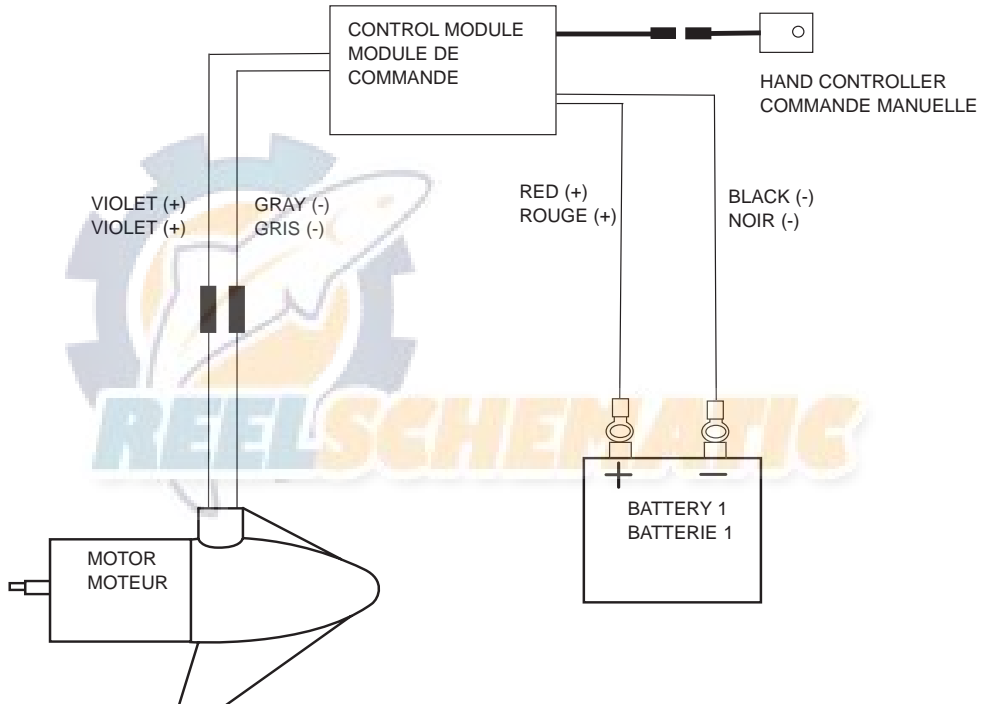 CONTROL MODULE
MODULE DE
COMMANDE
HAND CONTROLLER
COMMANDE MANUELLE
VIOLET (+)
VIOLET (+)
GRAY (-)
GRIS (-)
RED (+)
ROUGE (+)
BLACK (-)
NOIR (-)
REELSCHEMATIC
+
—
BATTERY 1
BATTERIE 1
MOTOR
MOTEUR